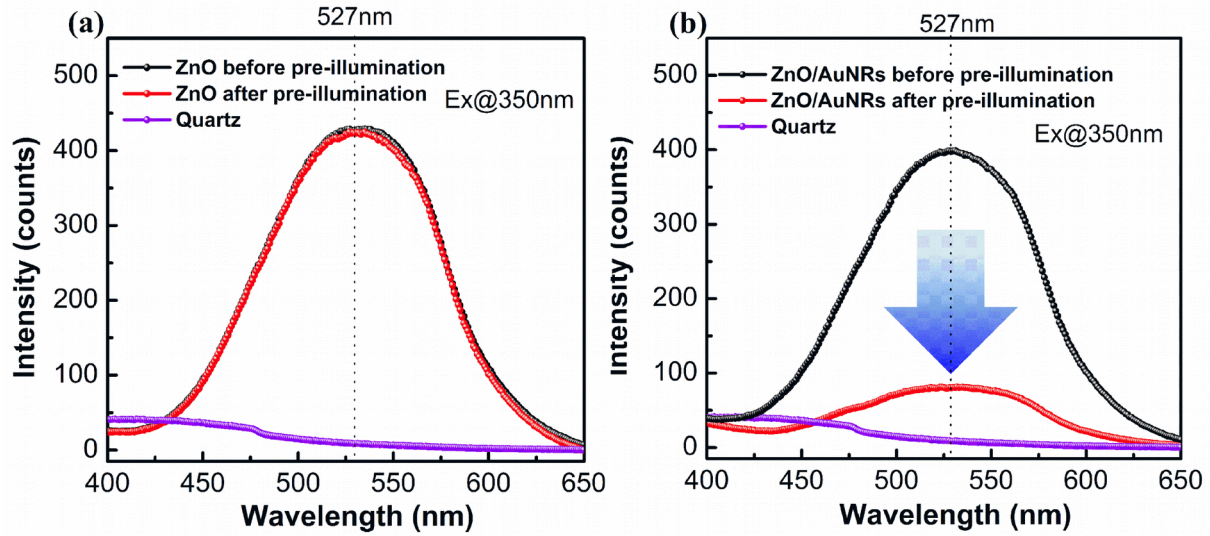 (a)
527nm
500
400
300
200
100
0
Intensity (counts)
ZnO before pre-illumination
ZnO after pre-illumination
Quartz
Ex@350nm
400
450
500
550
600
650
Wavelength (nm)
(b)
527nm
500
400
300
200
100
0
Intensity (counts)
ZnO/AuNRs before pre-illumination
ZnO/AuNRs after pre-illumination
Quartz
Ex@350nm
400
450
500
550
600
650
Wavelength (nm)